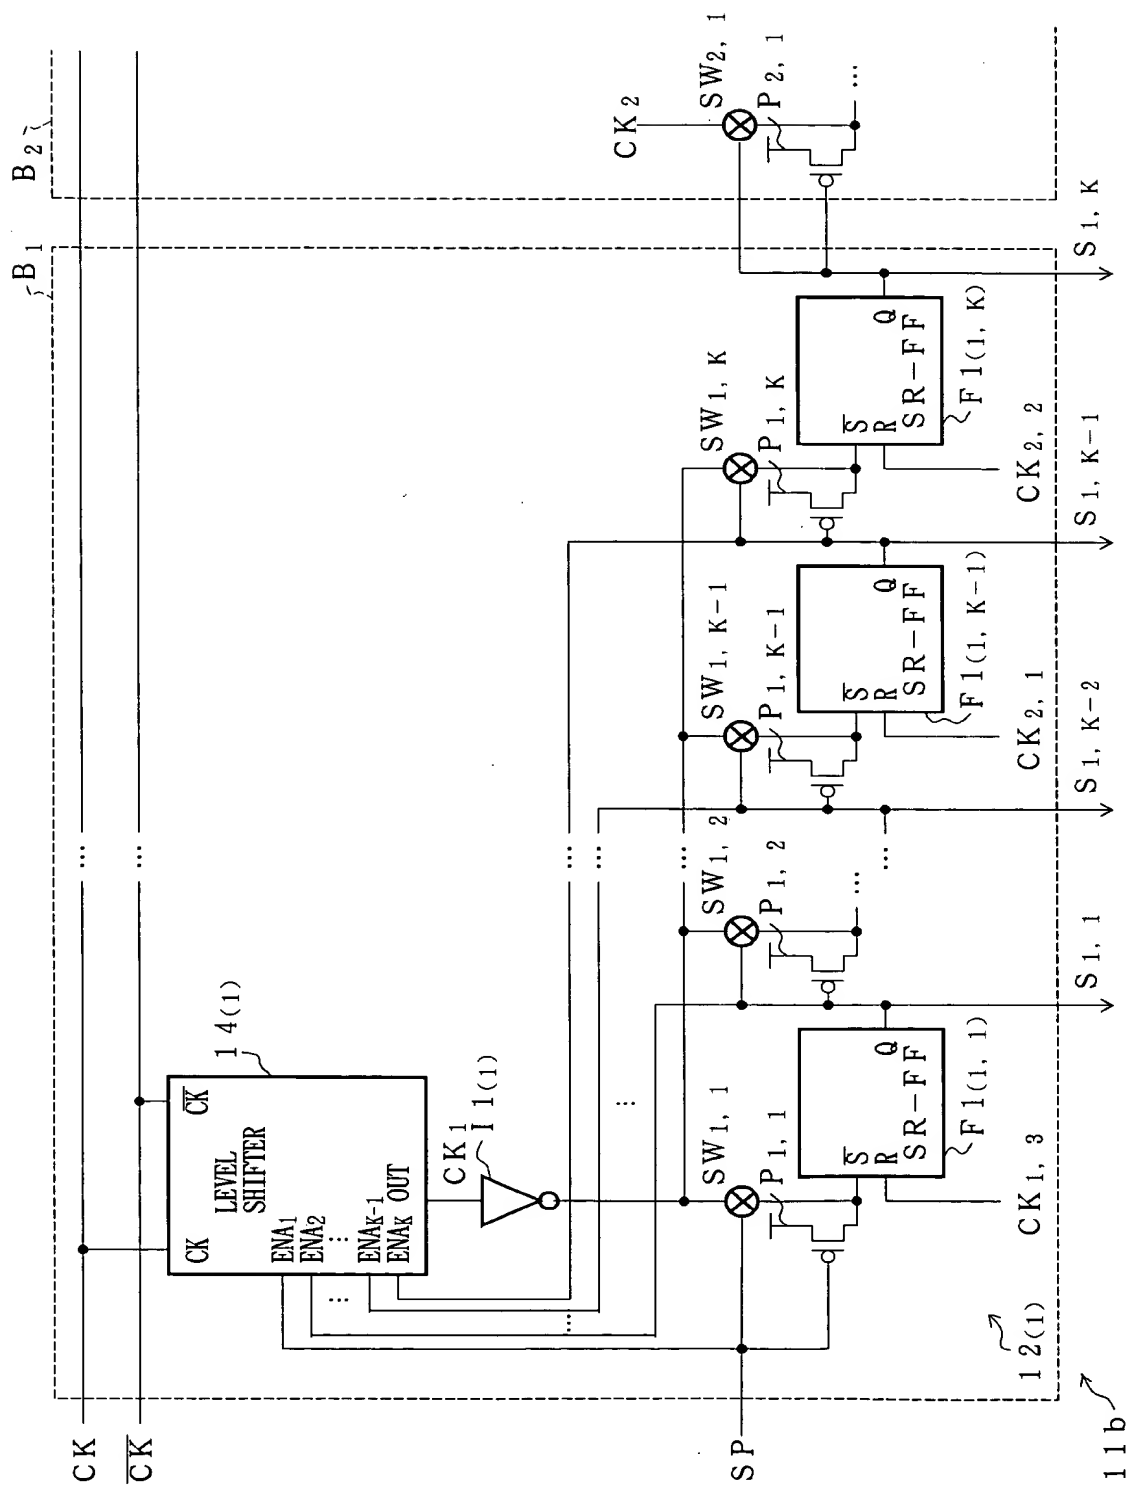 B₁
B₂
CK
C̅K̅
LEVEL
SHIFTER
CK
C̅K̅
ENA₁
ENA₂
⋮
ENAK-1
ENAK
OUT
14(1)
CK₁
I1(1)
...
...
...
...
...
CK₂
SP
SW1, 1
SW1, 2
SW1, K-1
SW1, K
SW2, 1
P1, 1
P1, 2
P1, K-1
P1, K
P2, 1
S̅
R
Q
SR-FF
F1(1, 1)
...
S̅
R
Q
SR-FF
F1(1, K-1)
S̅
R
Q
SR-FF
F1(1, K)
...
CK1, 3
CK2, 1
CK2, 2
12(1)
S1, 1
S1, K-2
S1, K-1
S1, K
11b